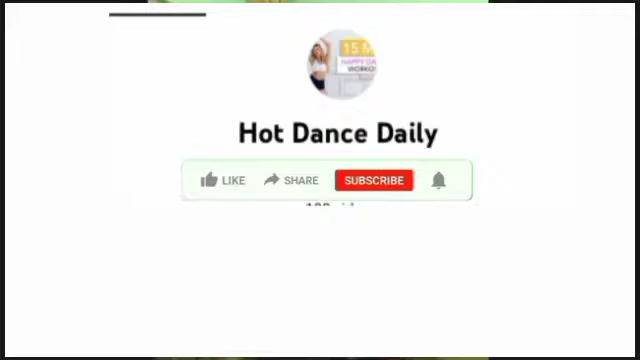 15 M
HAPPY DA
WORKO
Hot Dance Daily
LIKE SHARE SUBSCRIBE